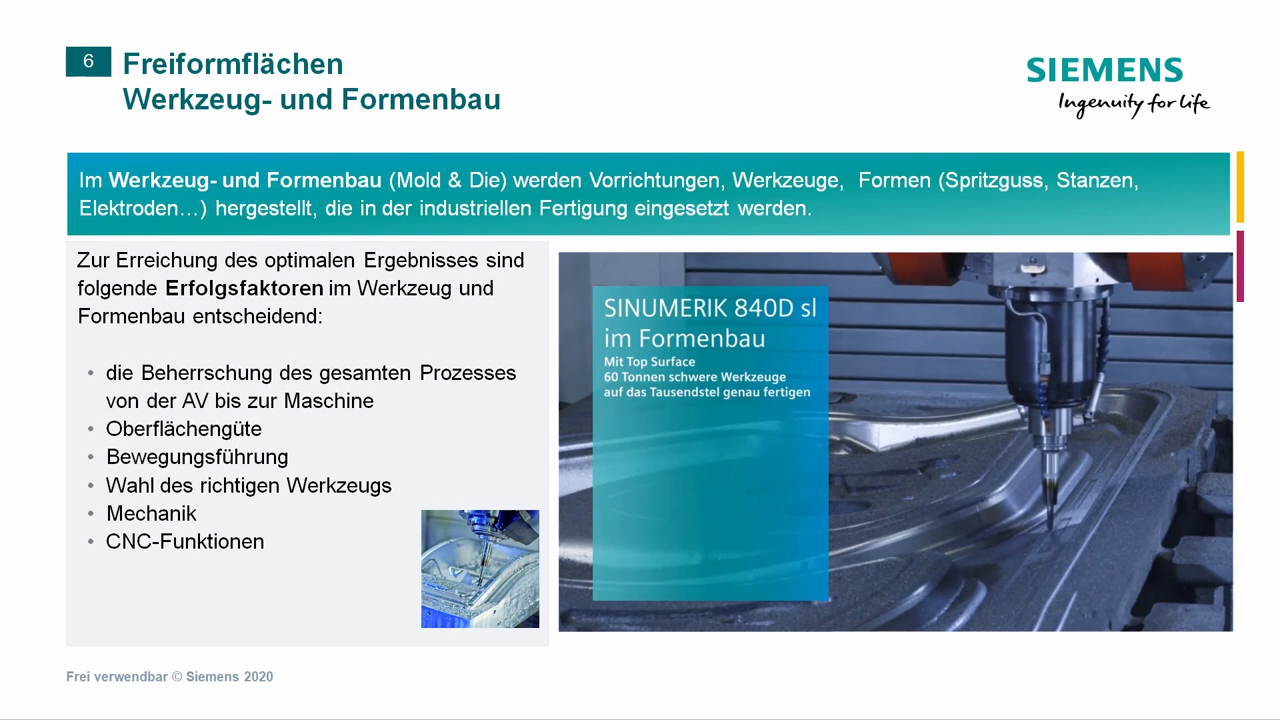 6
Freiformflächen
Werkzeug- und Formenbau
SIEMENS
Ingenuity for life
Im Werkzeug- und Formenbau (Mold & Die) werden Vorrichtungen, Werkzeuge, Formen (Spritzguss, Stanzen,
Elektroden…) hergestellt, die in der industriellen Fertigung eingesetzt werden.
Zur Erreichung des optimalen Ergebnisses sind
folgende Erfolgsfaktoren im Werkzeug und
Formenbau entscheidend:
• die Beherrschung des gesamten Prozesses
von der AV bis zur Maschine
• Oberflächengüte
• Bewegungsführung
• Wahl des richtigen Werkzeugs
• Mechanik
• CNC-Funktionen
SINUMERIK 840D sl
im Formenbau
Mit Top Surface
60 Tonnen schwere Werkzeuge
auf das Tausendstel genau fertigen
Frei verwendbar © Siemens 2020